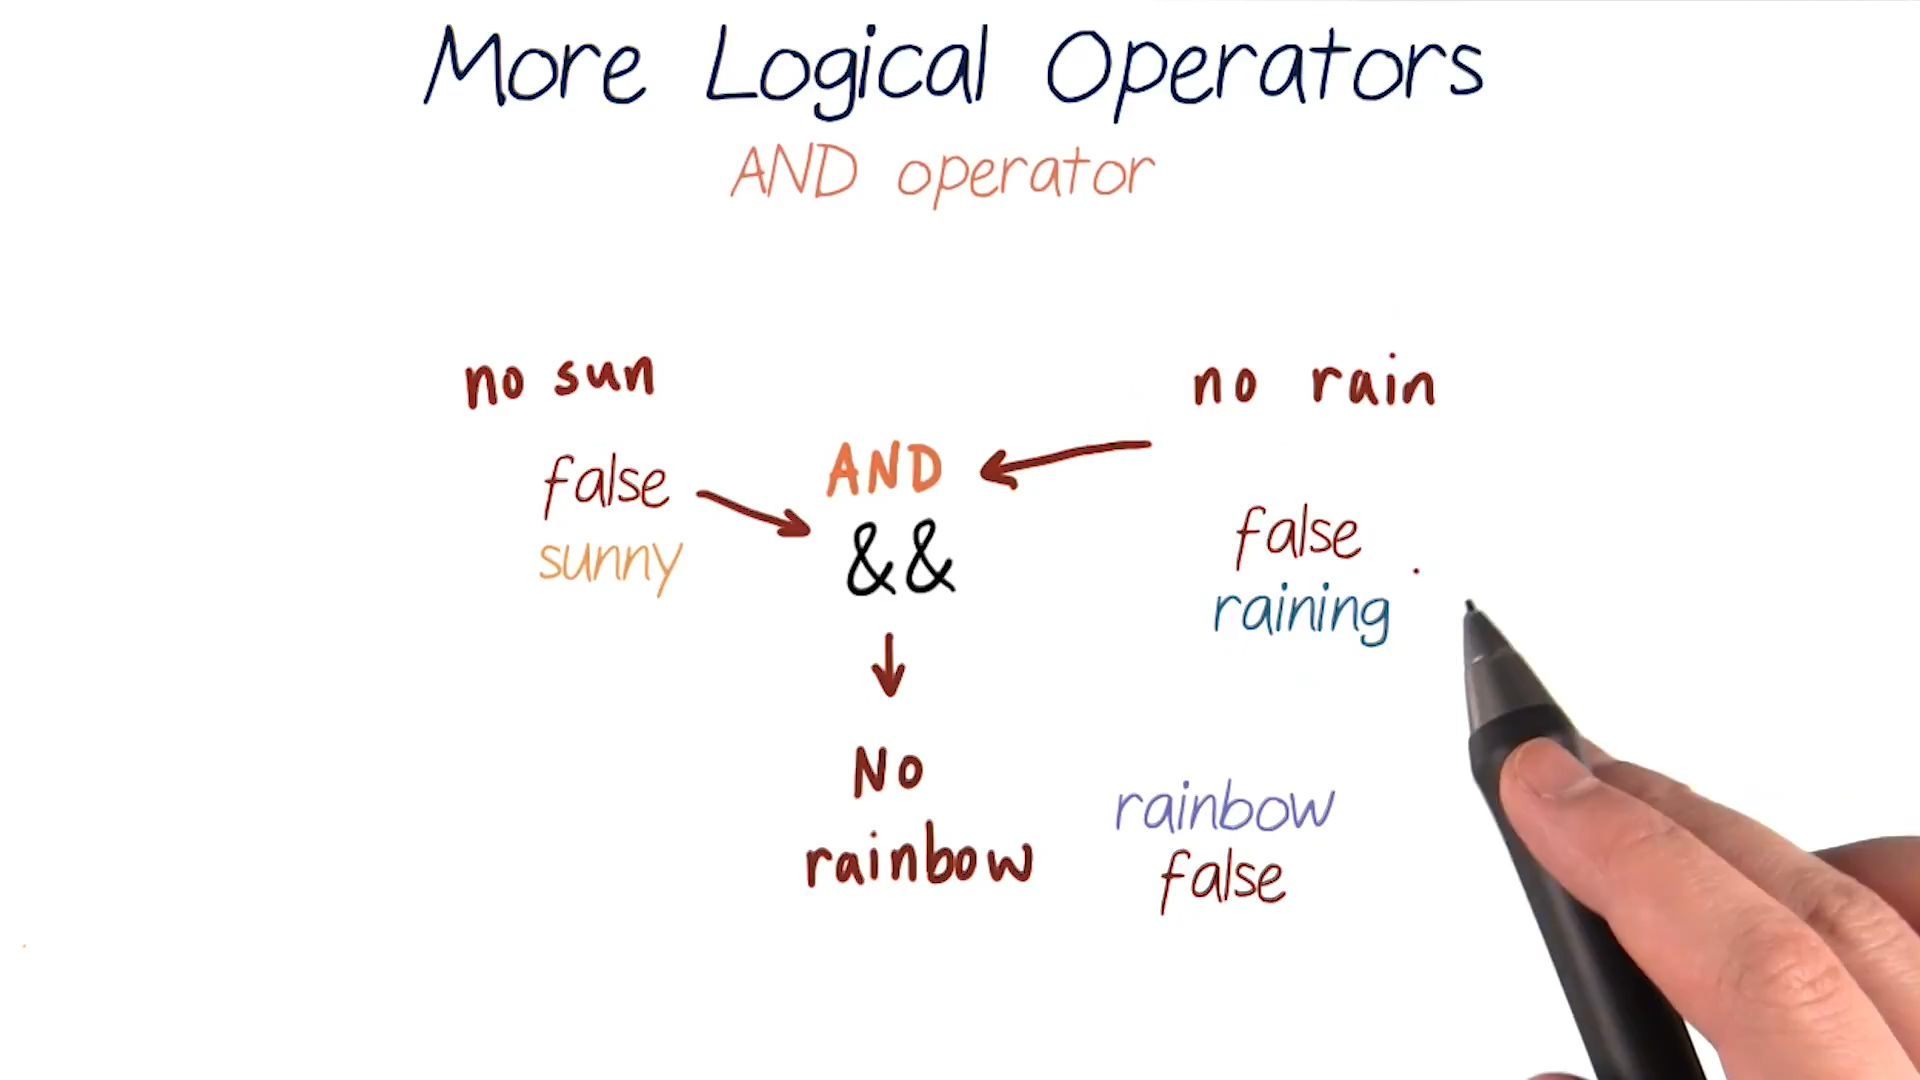 More Logical Operators
AND operator
no sun
no rain
false
AND
sunny
&&
false
raining
No
rainbow
rainbow
false